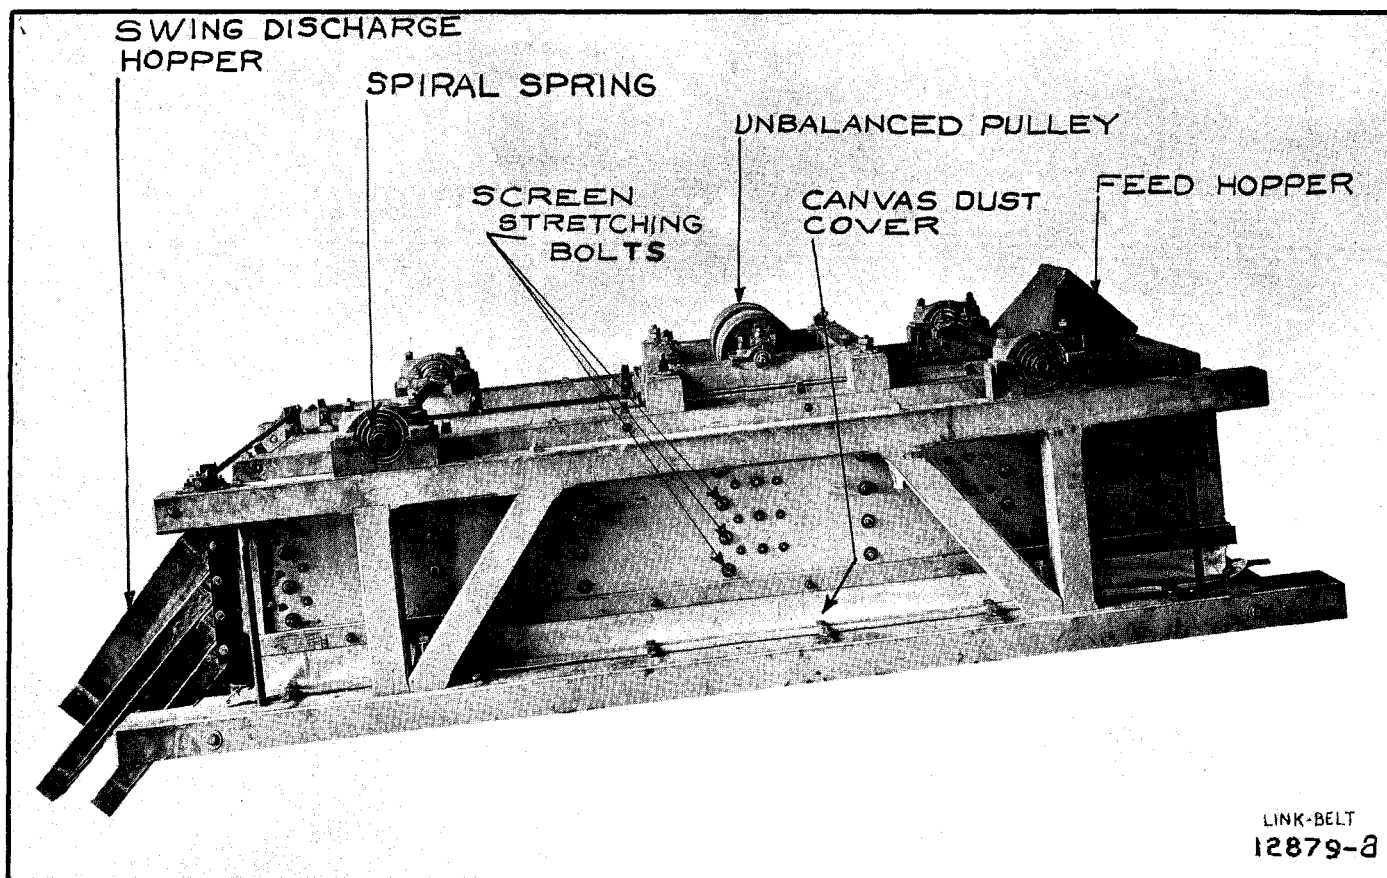 SWING DISCHARGE
HOPPER
SPIRAL SPRING
UNBALANCED PULLEY
SCREEN
STRETCHING
BOLTS
CANVAS DUST
COVER
FEED HOPPER
LINK-BELT
12879-a